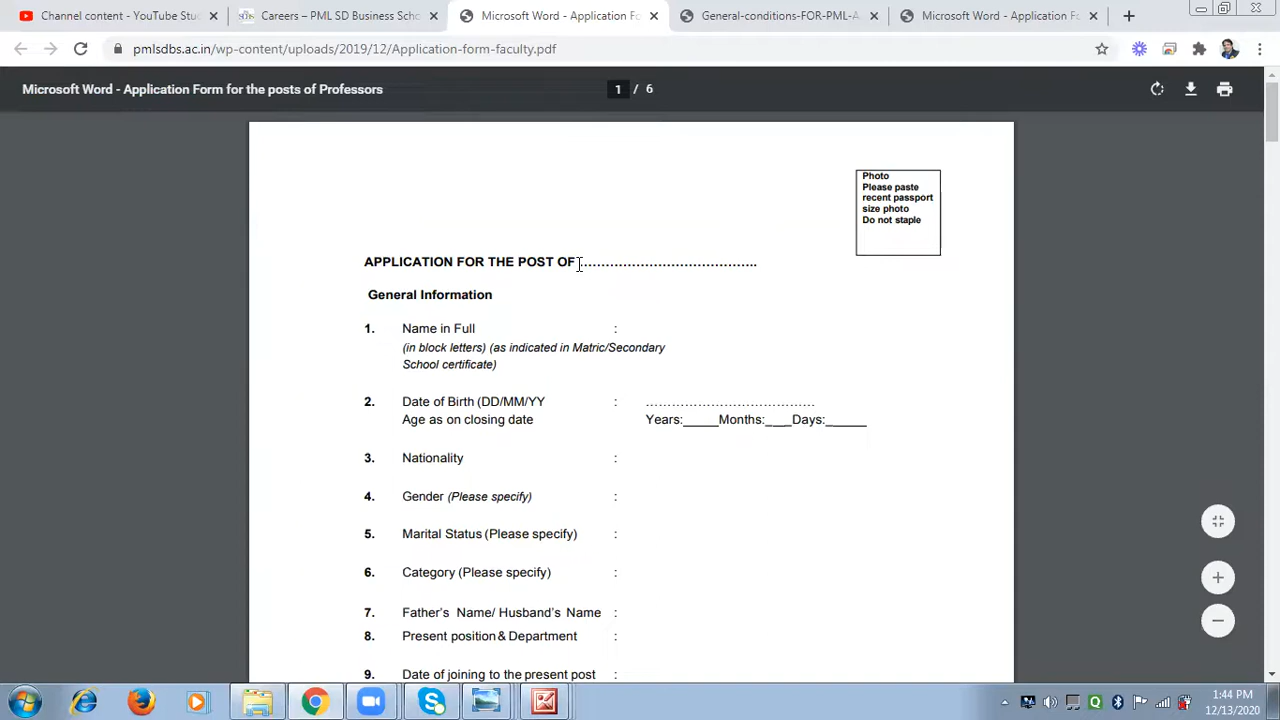 Channel content - YouTube Stu
Careers – PML SD Business Scho
Microsoft Word - Application Fo
General-conditions-FOR-PML-A
Microsoft Word - Application Fo
pmlsdbs.ac.in/wp-content/uploads/2019/12/Application-form-faculty.pdf
Microsoft Word - Application Form for the posts of Professors
1 / 6
Photo
Please paste
recent passport
size photo
Do not staple
APPLICATION FOR THE POST OF ……………………………………..
General Information
1. Name in Full :
(in block letters) (as indicated in Matric/Secondary
School certificate)
2. Date of Birth (DD/MM/YY : …………………………………
Age as on closing date Years:_____Months:____Days:_____
3. Nationality :
4. Gender (Please specify) :
5. Marital Status (Please specify) :
6. Category (Please specify) :
7. Father's Name/ Husband's Name :
8. Present position & Department :
9. Date of joining to the present post :
1:44 PM
12/13/2020